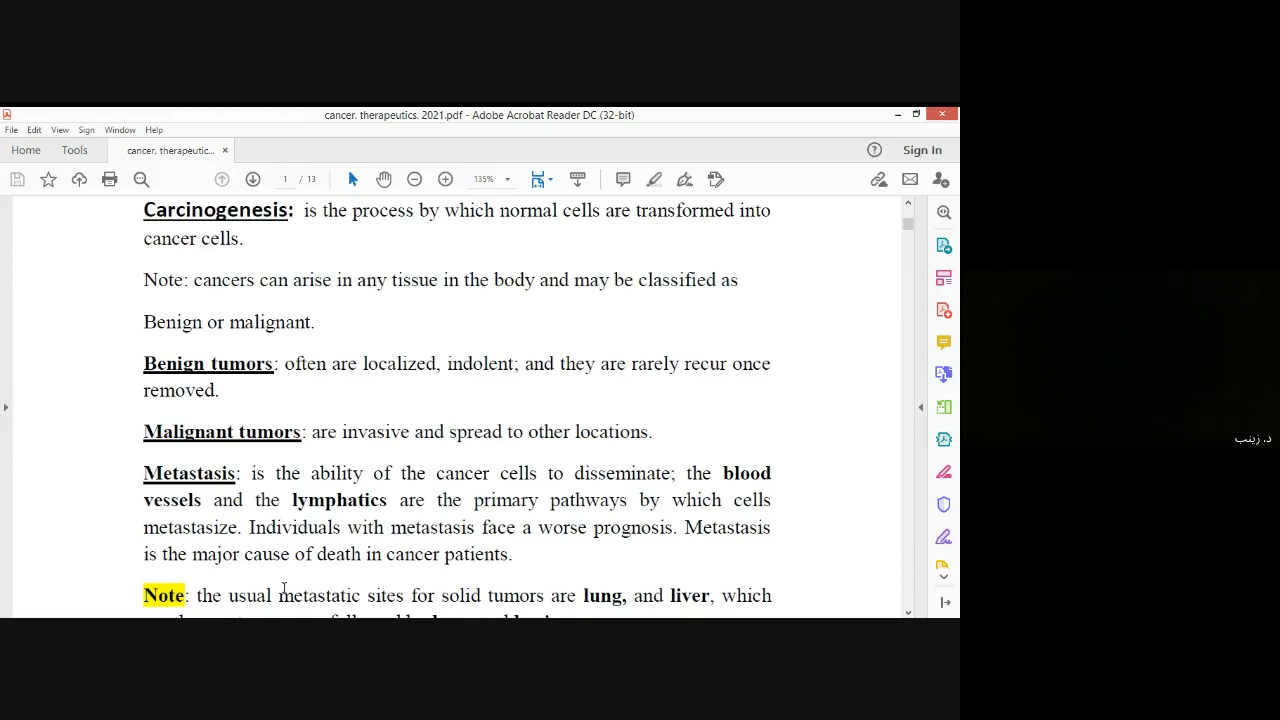 cancer. therapeutics. 2021.pdf - Adobe Acrobat Reader DC (32-bit)
File Edit View Sign Window Help
Home Tools cancer. therapeutic... × Sign In
1 / 13 135%
Carcinogenesis: is the process by which normal cells are transformed into
cancer cells.
Note: cancers can arise in any tissue in the body and may be classified as
Benign or malignant.
Benign tumors: often are localized, indolent; and they are rarely recur once
removed.
Malignant tumors: are invasive and spread to other locations.
Metastasis: is the ability of the cancer cells to disseminate; the blood
vessels and the lymphatics are the primary pathways by which cells
metastasize. Individuals with metastasis face a worse prognosis. Metastasis
is the major cause of death in cancer patients.
Note: the usual metastatic sites for solid tumors are lung, and liver, which
د. زينب